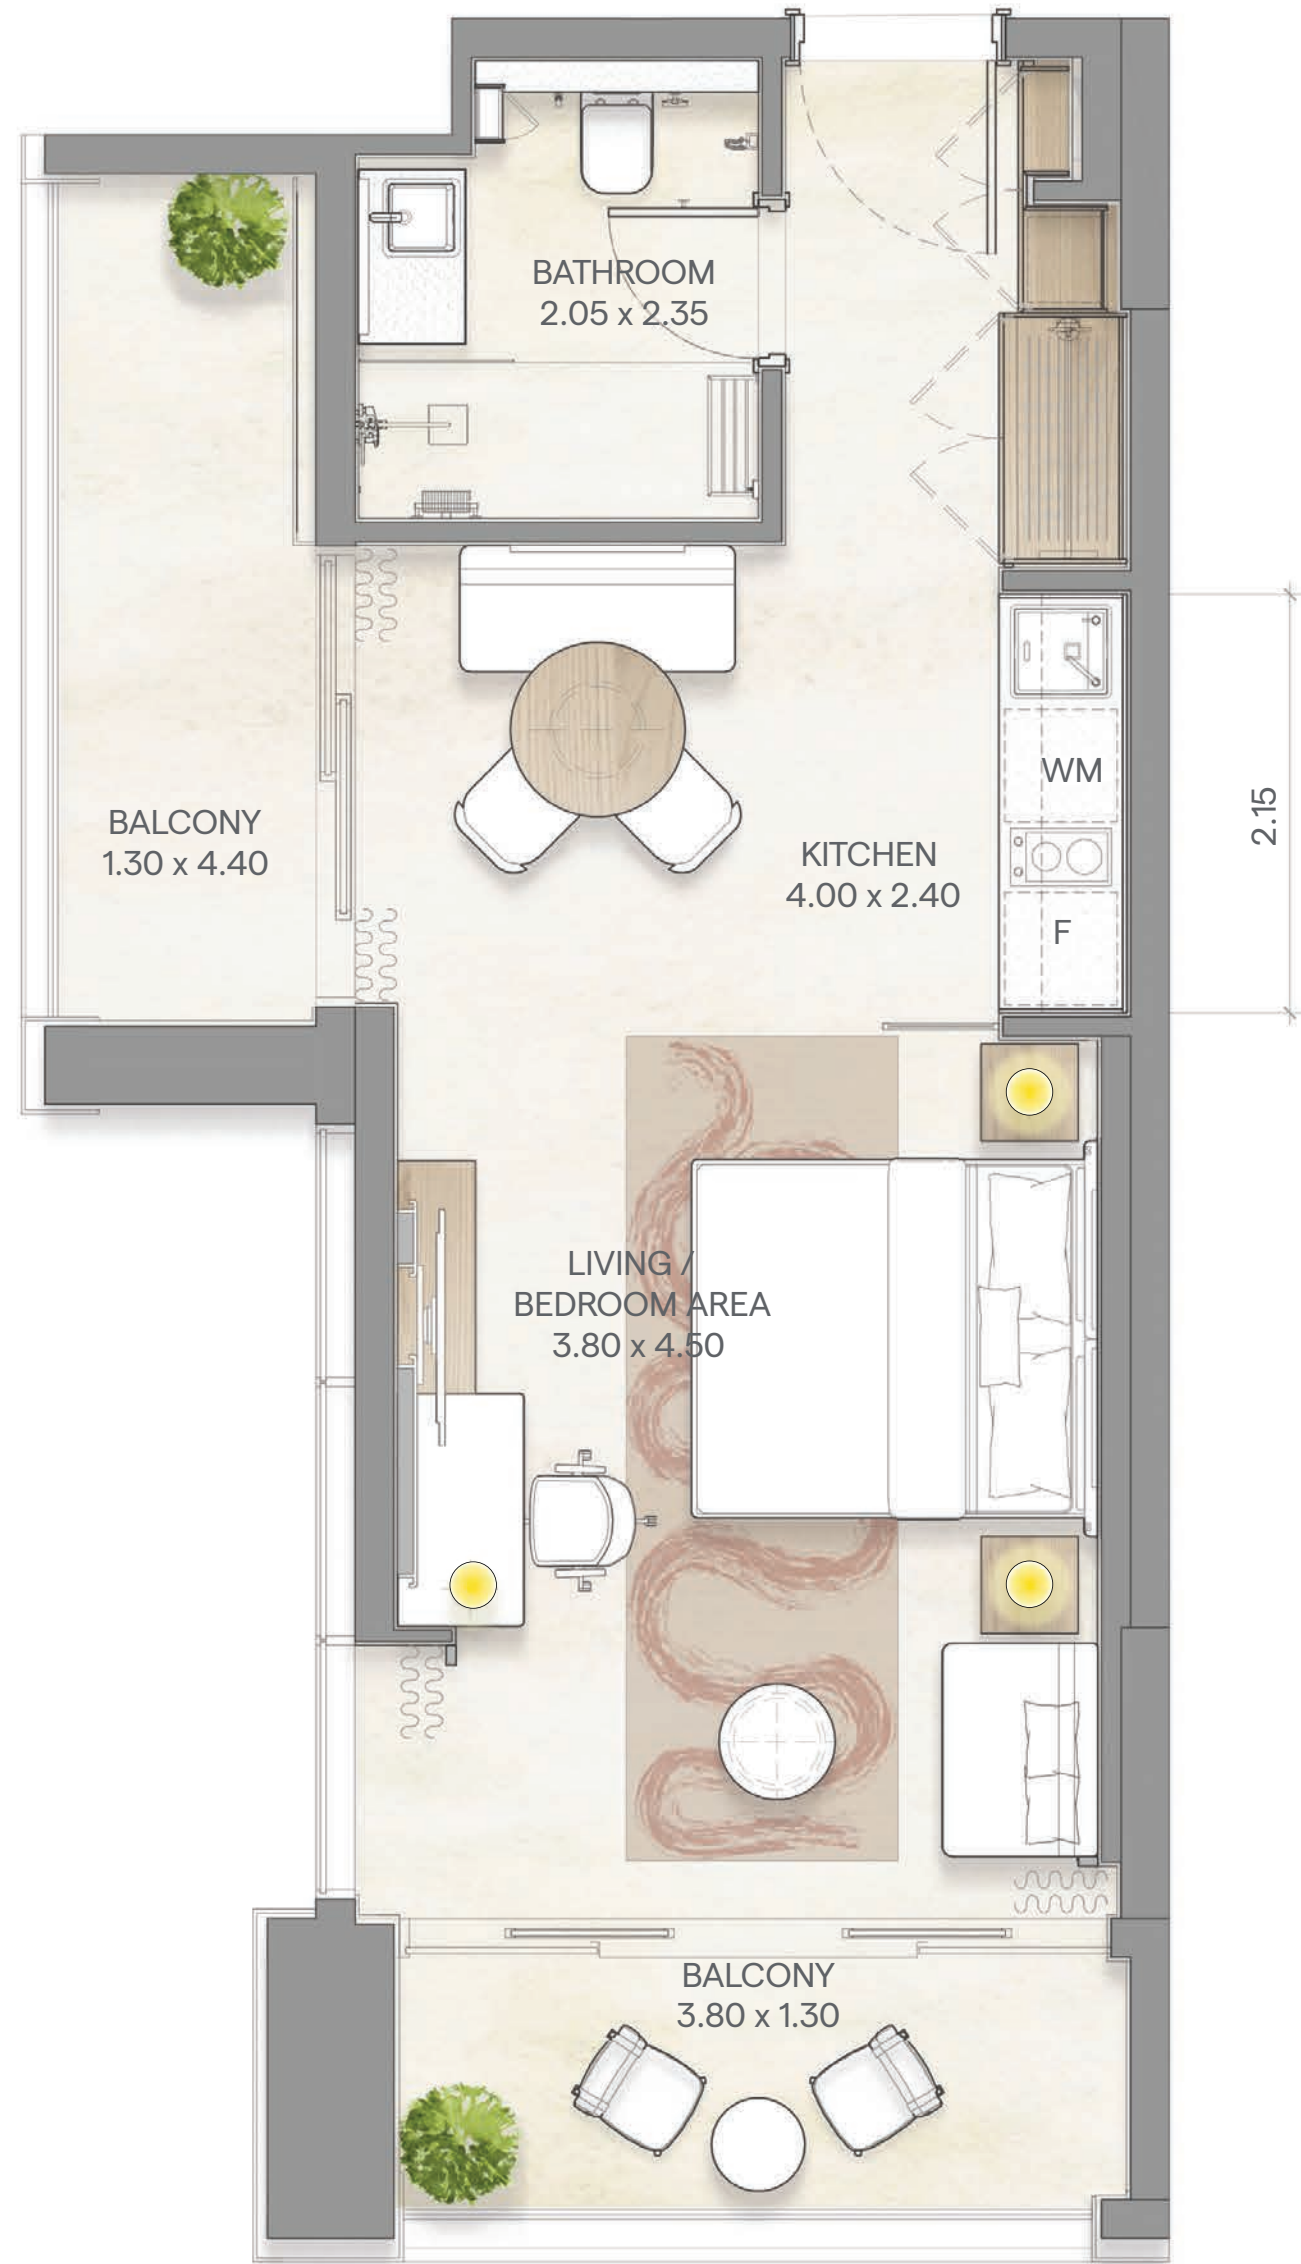 BATHROOM
2.05 x 2.35
WM
2.15
BALCONY
1.30 x 4.40
KITCHEN
4.00 x 2.40
F
LIVING /
BEDROOM AREA
3.80 x 4.50
BALCONY
3.80 x 1.30